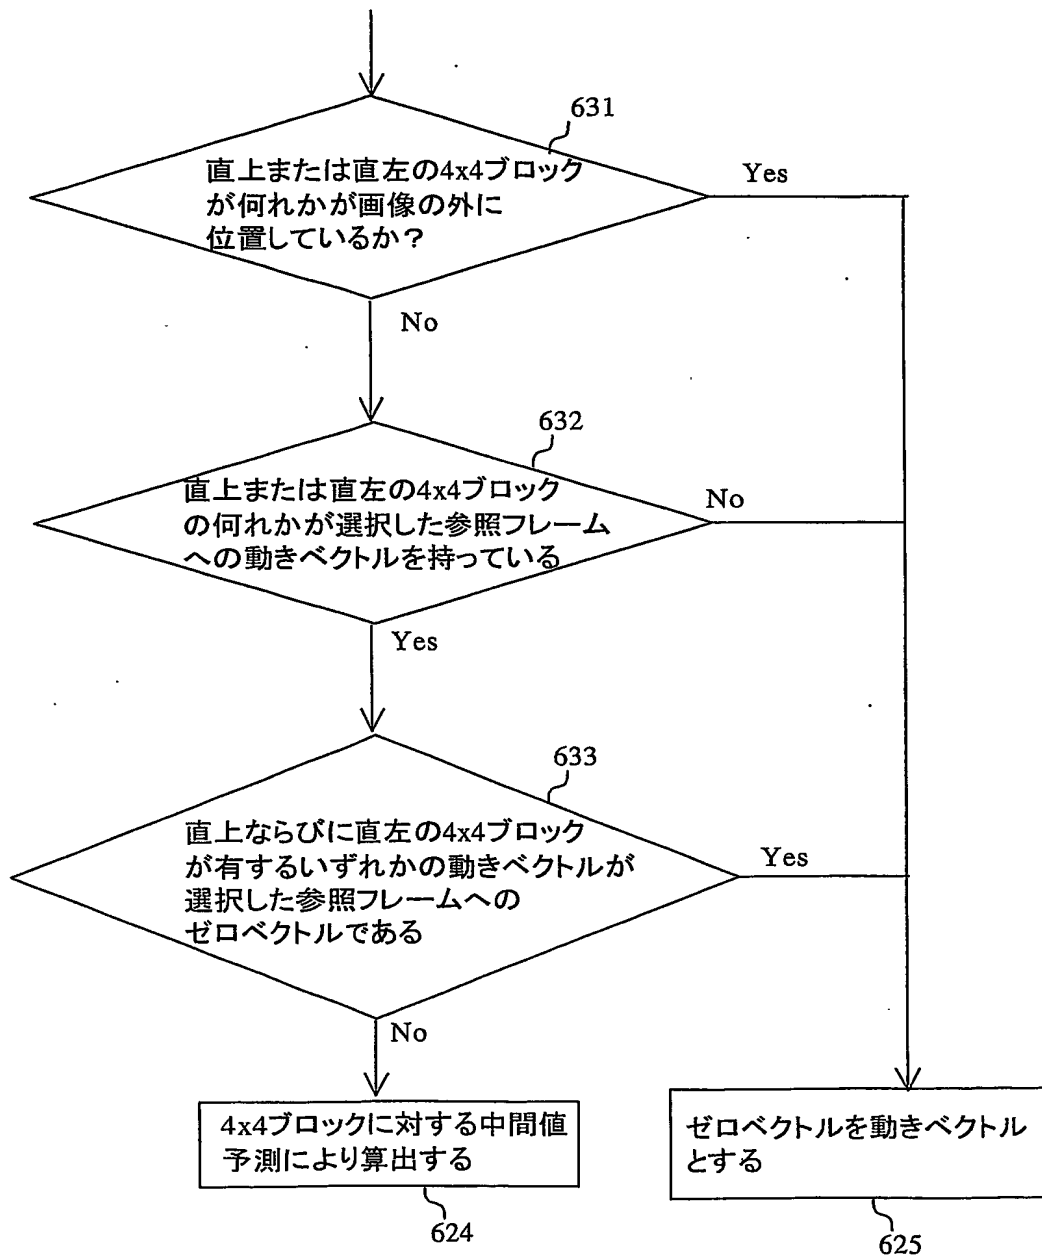 631
直上または直左の4x4ブロック
が何れかが画像の外に
位置しているか？
Yes
No
632
直上または直左の4x4ブロック
の何れかが選択した参照フレーム
への動きベクトルを持っている
No
Yes
633
直上ならびに直左の4x4ブロック
が有するいずれかの動きベクトルが
選択した参照フレームへの
ゼロベクトルである
Yes
No
4x4ブロックに対する中間値
予測により算出する
624
ゼロベクトルを動きベクトル
とする
625